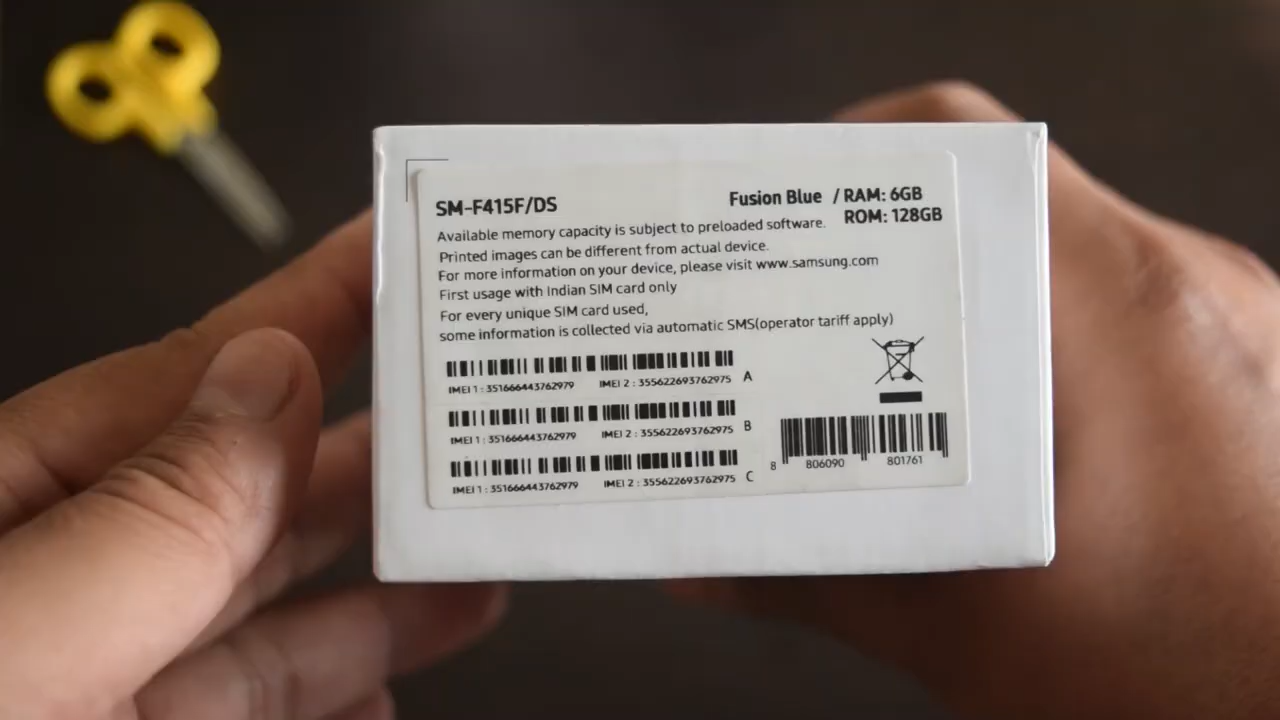 SM-F415F/DS
Fusion Blue / RAM: 6GB
ROM: 128GB
Available memory capacity is subject to preloaded software.
Printed images can be different from actual device.
For more information on your device, please visit www.samsung.com
First usage with Indian SIM card only
For every unique SIM card used,
some information is collected via automatic SMS(operator tariff apply)
IMEI 1 : 351666443762979 IMEI 2 : 355622693762975 A
IMEI 1 : 351666443762979 IMEI 2 : 355622693762975 B
IMEI 1 : 351666443762979 IMEI 2 : 355622693762975 C
8 806090 801761